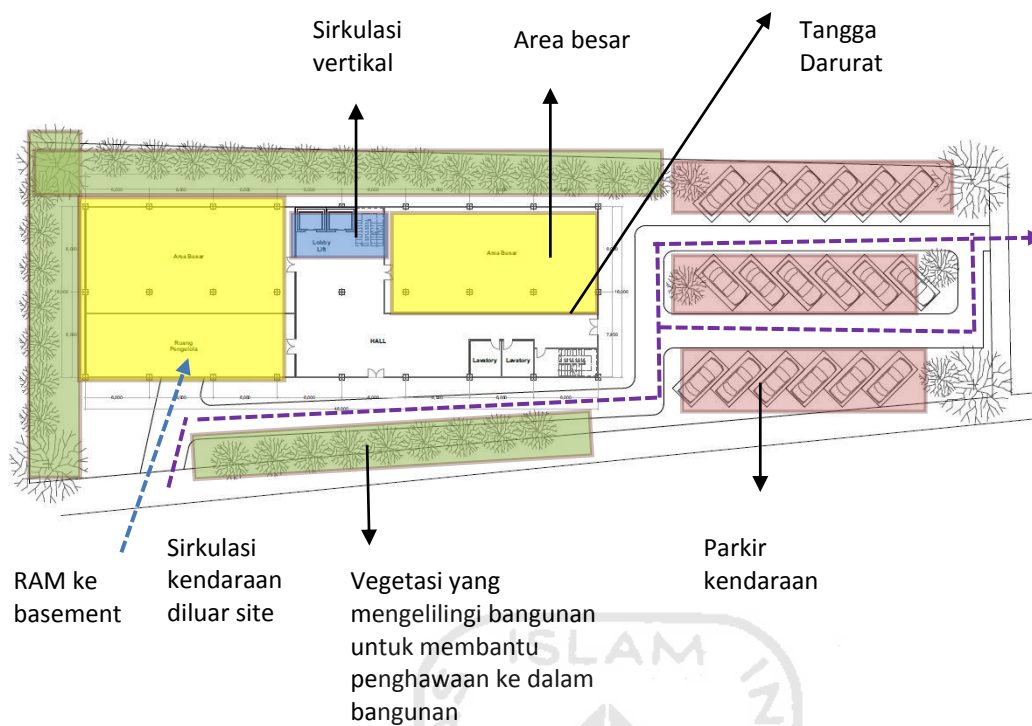 Sirkulasi
vertikal
Area besar
Tangga
Darurat
Lobby
Lift
Area Besar
Area Besar
Ruang
Pengelola
HALL
Lavatory
Lavatory
RAM ke
basement
Sirkulasi
kendaraan
diluar site
Vegetasi yang
mengelilingi bangunan
untuk membantu
penghawaan ke dalam
bangunan
Parkir
kendaraan
ISLAM